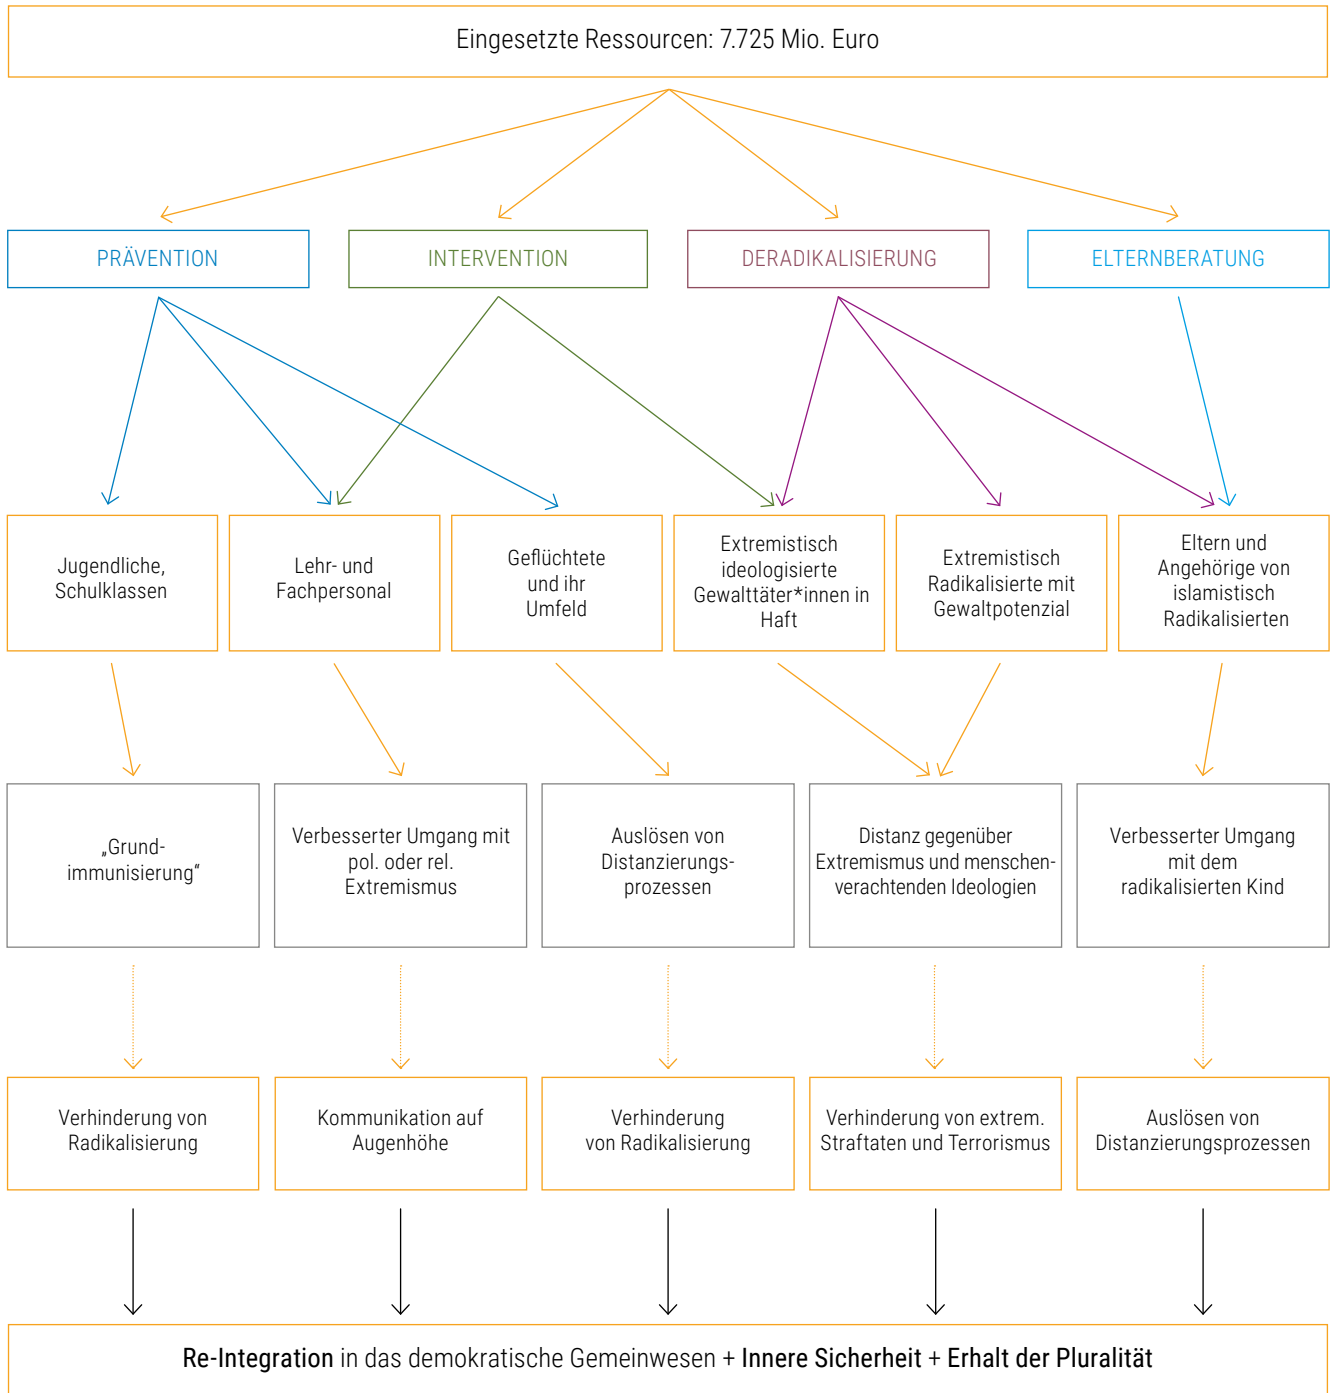 Eingesetzte Ressourcen: 7.725 Mio. Euro
PRÄVENTION
INTERVENTION
DERADIKALISIERUNG
ELTERNBERATUNG
Jugendliche,
Schulklassen
Lehr- und
Fachpersonal
Geflüchtete
und ihr
Umfeld
Extremistisch
ideologisierte
Gewalttäter*innen in
Haft
Extremistisch
Radikalisierte mit
Gewaltpotenzial
Eltern und
Angehörige von
islamistisch
Radikalisierten
„Grund-
immunisierung“
Verbesserter Umgang mit
pol. oder rel.
Extremismus
Auslösen von
Distanzierungs-
prozessen
Distanz gegenüber
Extremismus und menschen-
verachtenden Ideologien
Verbesserter Umgang
mit dem
radikalisierten Kind
Verhinderung von
Radikalisierung
Kommunikation auf
Augenhöhe
Verhinderung
von Radikalisierung
Verhinderung von extrem.
Straftaten und Terrorismus
Auslösen von
Distanzierungsprozessen
Re-Integration in das demokratische Gemeinwesen + Innere Sicherheit + Erhalt der Pluralität